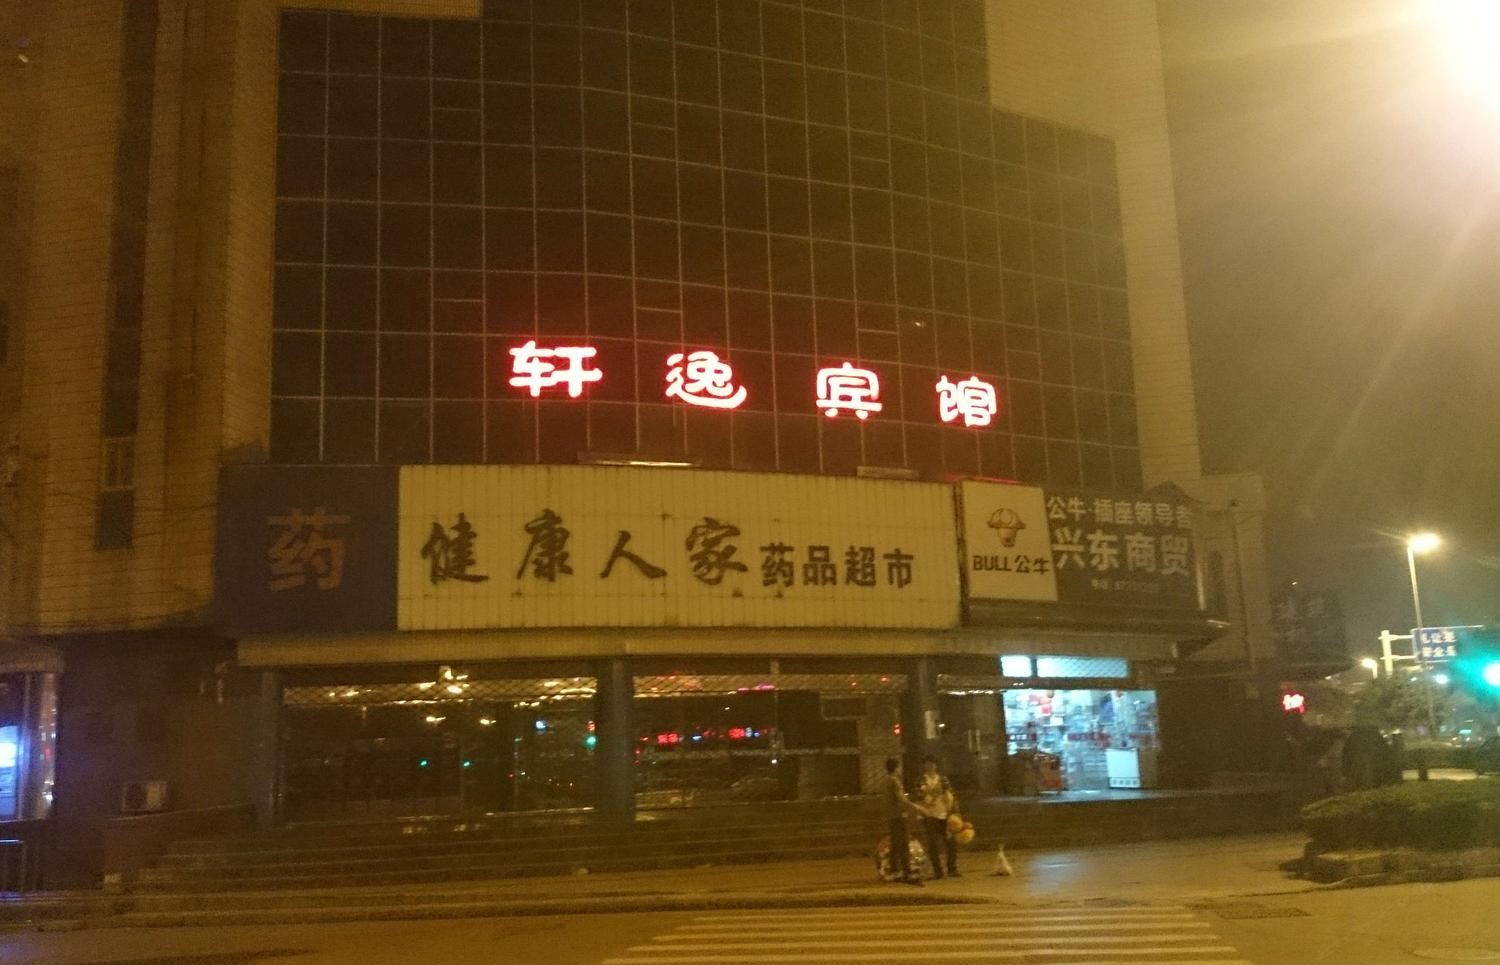 轩逸宾馆
药
健康人家药品超市
BULL公牛
公牧·插座领导者
兴东商贸